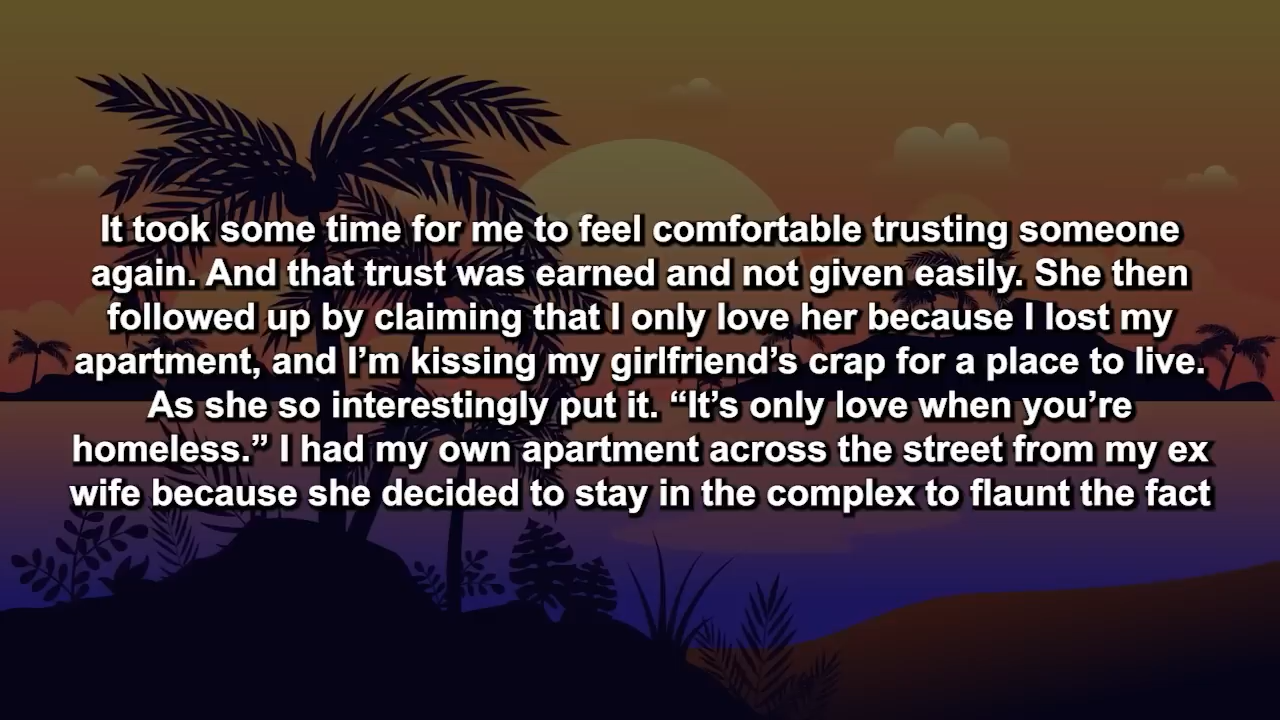 It took some time for me to feel comfortable trusting someone
again. And that trust was earned and not given easily. She then
followed up by claiming that I only love her because I lost my
apartment, and I’m kissing my girlfriend’s crap for a place to live.
As she so interestingly put it. “It’s only love when you’re
homeless.” I had my own apartment across the street from my ex
wife because she decided to stay in the complex to flaunt the fact